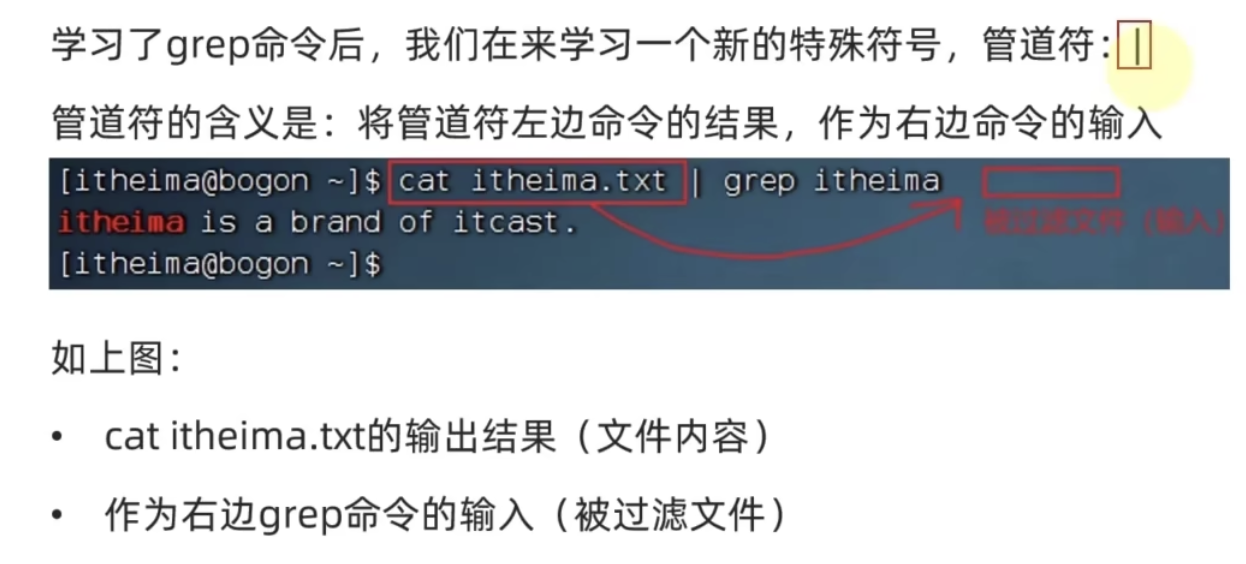 学习了grep命令后，我们在来学习一个新的特殊符号，管道符：|
管道符的含义是：将管道符左边命令的结果，作为右边命令的输入
[itheima@bogon ~]$ cat itheima.txt | grep itheima
被过滤文件（输入）
itheima is a brand of itcast.
[itheima@bogon ~]$
如上图：
• cat itheima.txt的输出结果（文件内容）
• 作为右边grep命令的输入（被过滤文件）